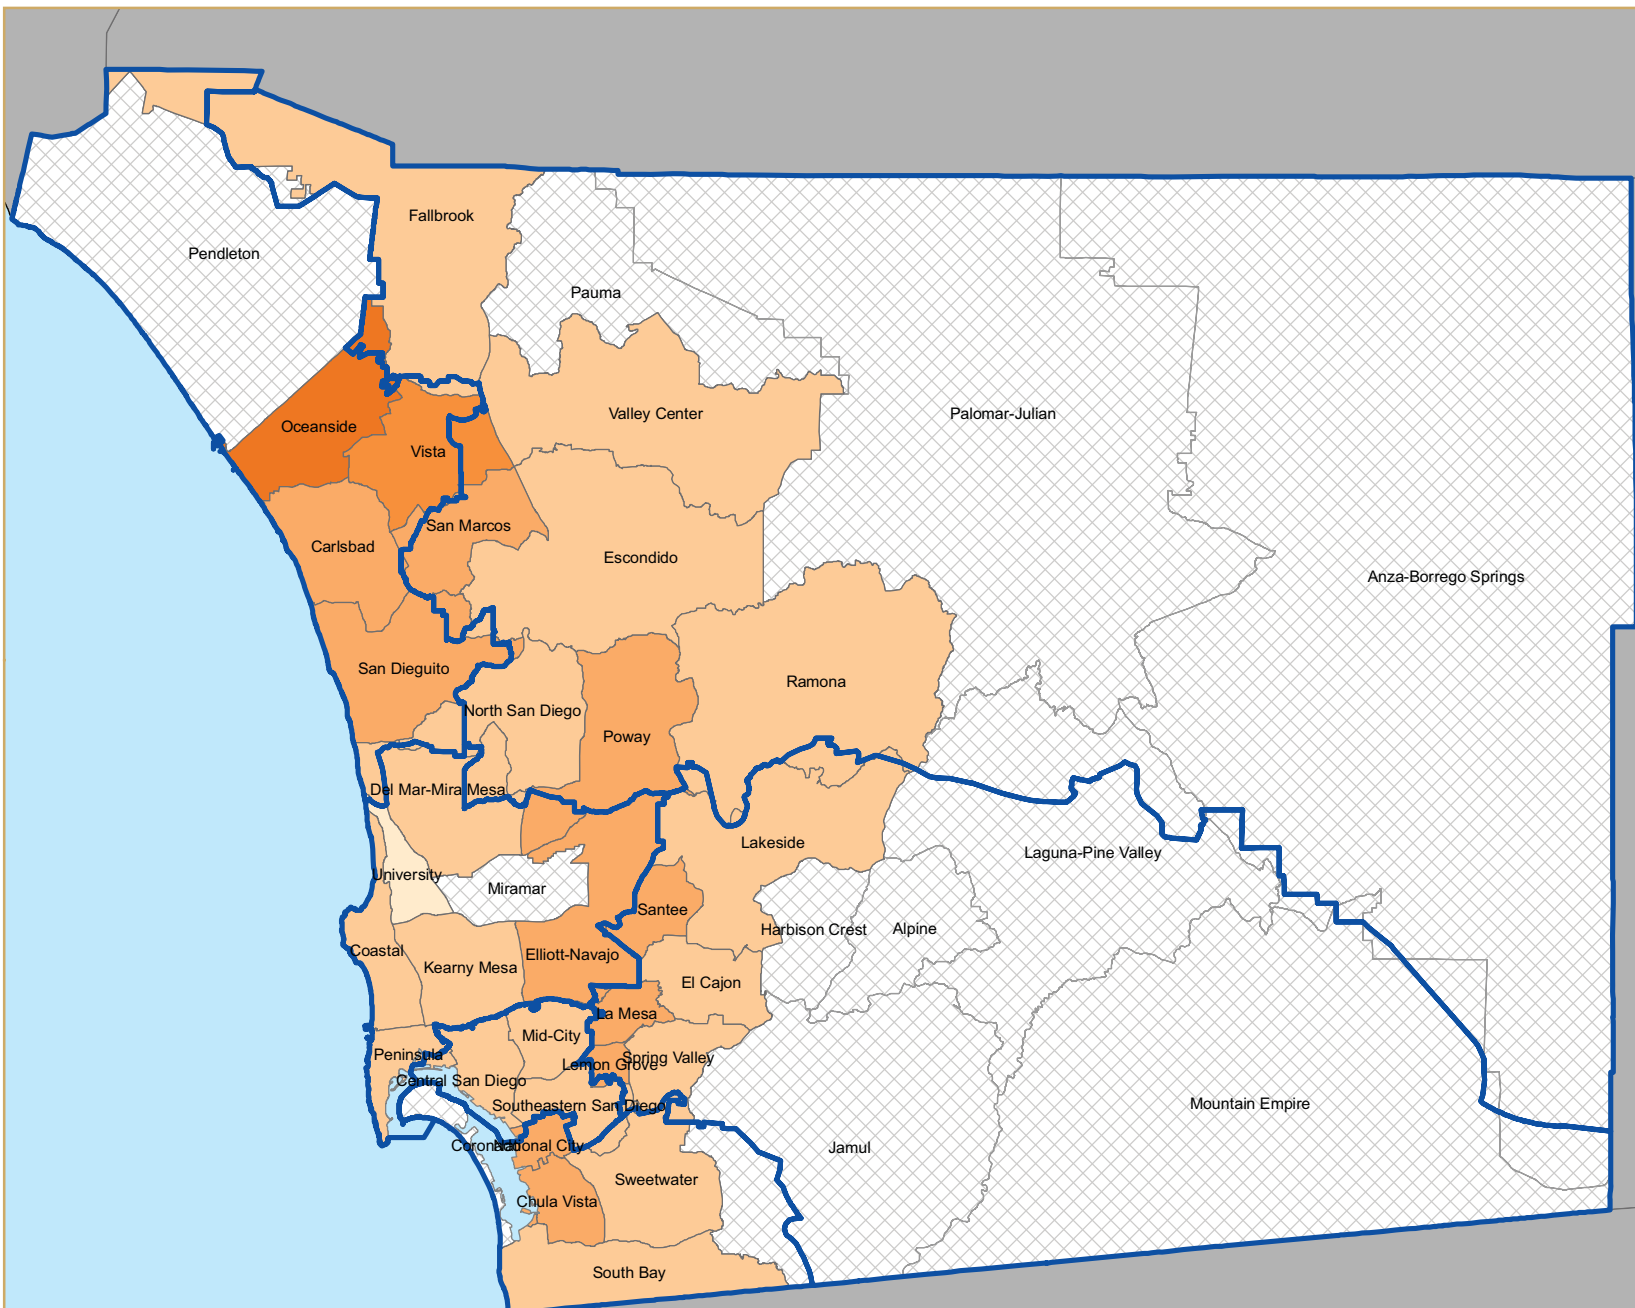 Fallbrook
Pendleton
Pauma
Valley Center
Palomar-Julian
Oceanside
Vista
San Marcos
Carlsbad
Escondido
Anza-Borrego Springs
San Dieguito
Ramona
North San Diego
Poway
Del Mar-Mira Mesa
Lakeside
Laguna-Pine Valley
University
Miramar
Santee
Harbison Crest
Alpine
Coastal
Elliott-Navajo
Kearny Mesa
El Cajon
La Mesa
Mid-City
Peninsula
Lemon Grove
Spring Valley
Central San Diego
Southeastern San Diego
Mountain Empire
Coronado
National City
Jamul
Sweetwater
Chula Vista
South Bay